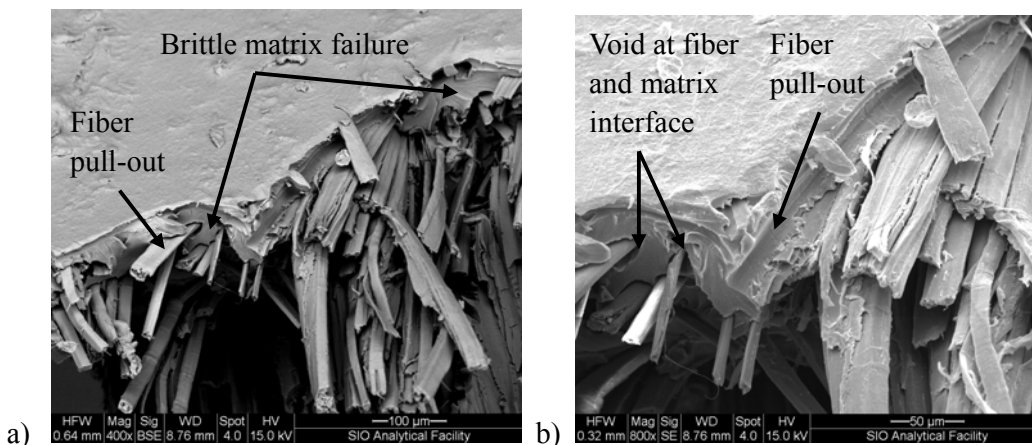 Brittle matrix failure
Fiber
pull-out
HFW Mag Sig WD Spot HV 100 µm
0.64 mm 400x BSE 8.76 mm 4.0 15.0 kV SIO Analytical Facility
a)
Void at fiber
and matrix
interface
Fiber
pull-out
HFW Mag Sig WD Spot HV 50 µm
0.32 mm 800x SE 8.76 mm 4.0 15.0 kV SIO Analytical Facility
b)